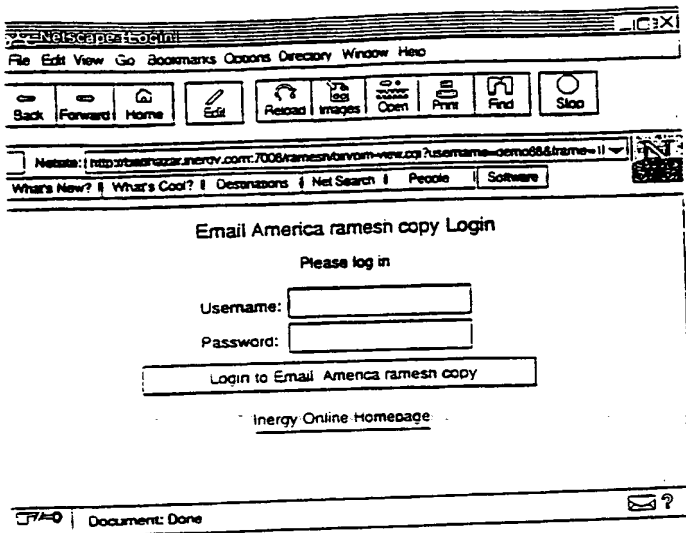 Netscape: Login
File Edit View Go Bookmarks Options Directory Window Help
Back Forward Home Edit Reload Images Open Print Find Stop
Netsite: N
What's New? What's Cool? Destinations Net Search People Software
Email America ramesh copy Login
Please log in
Username:
Password:
Login to Email America ramesh copy
Inergy Online Homepage
Document: Done
?